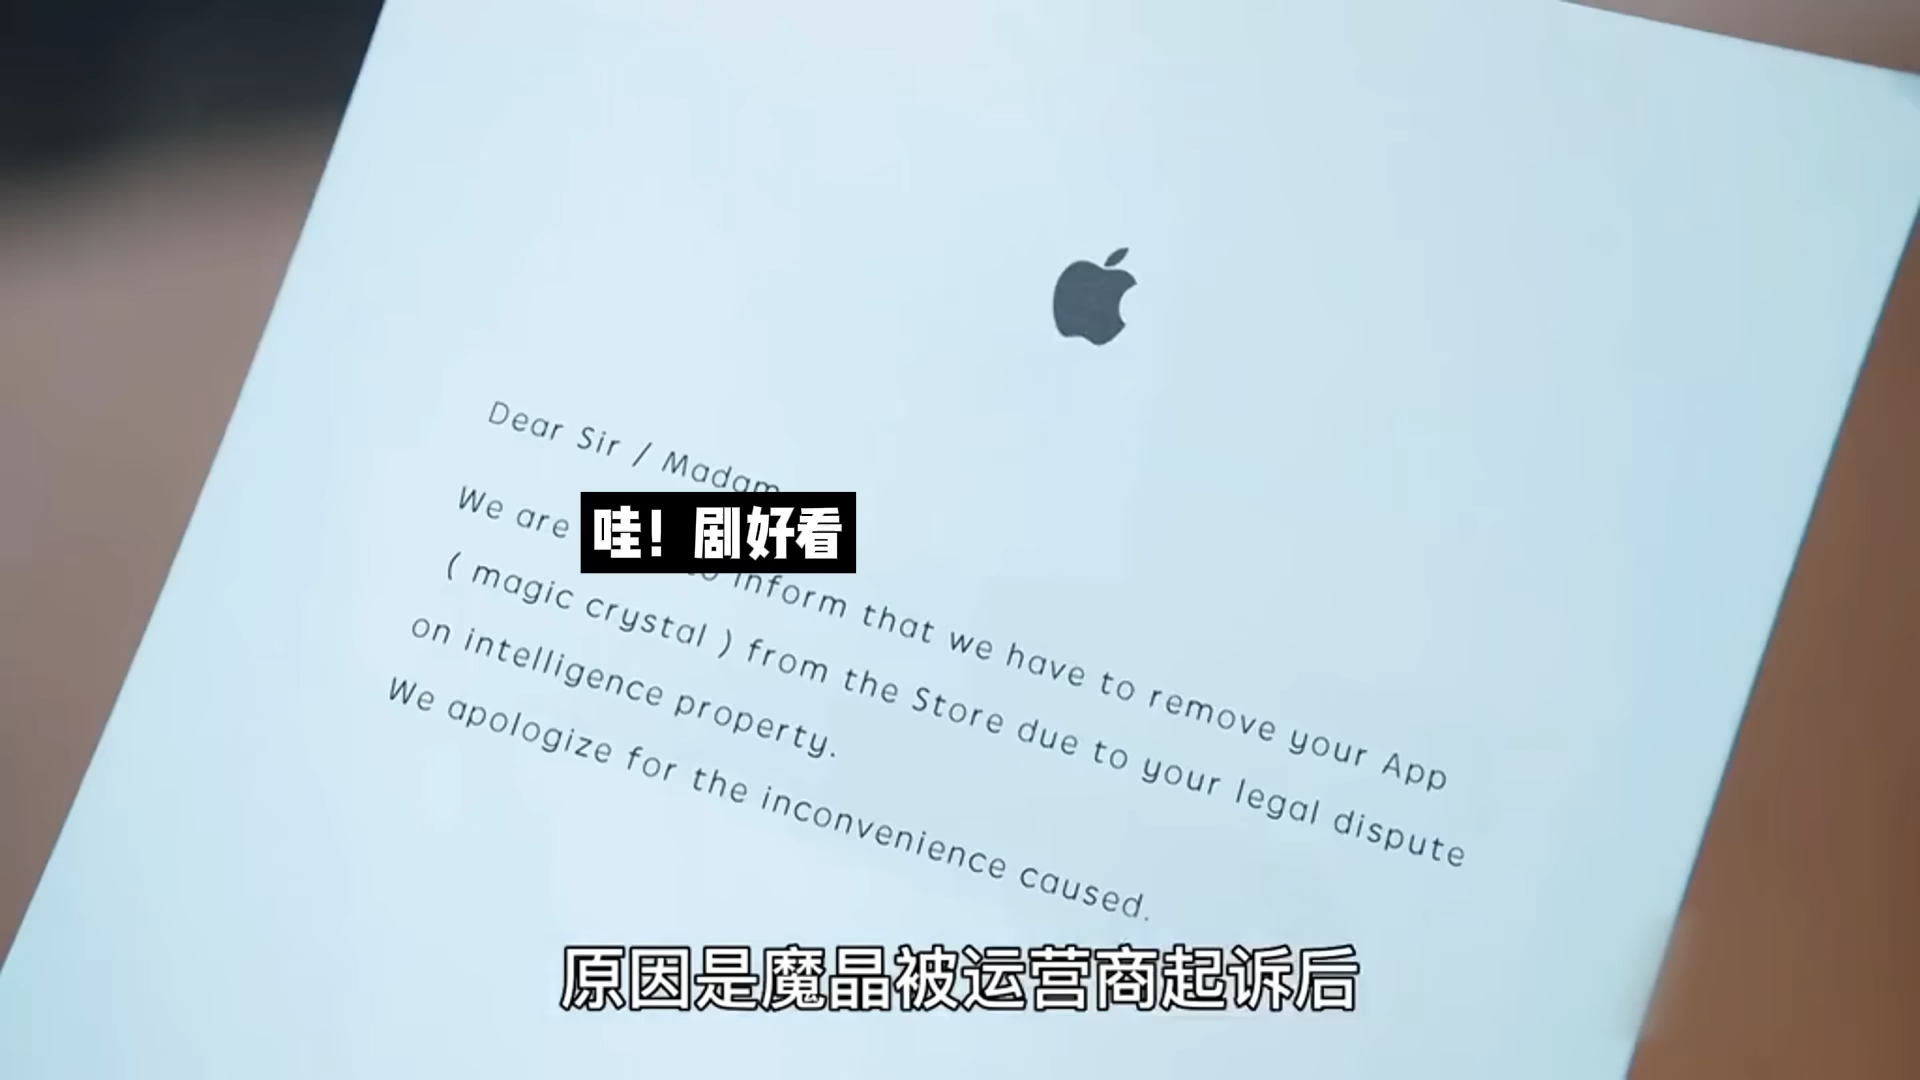 Dear Sir / Madam
We are
哇！剧好看
to inform that we have to remove your App
( magic crystal ) from the Store due to your legal dispute
on intelligence property.
We apologize for the inconvenience caused.
原因是魔晶被运营商起诉后